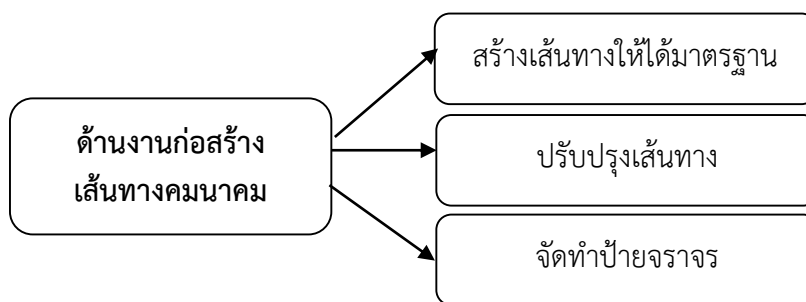 สร้างเส้นทางให้ได้มาตรฐาน
ด้านงานก่อสร้าง
เส้นทางคมนาคม
ปรับปรุงเส้นทาง
จัดทำป้ายจราจร